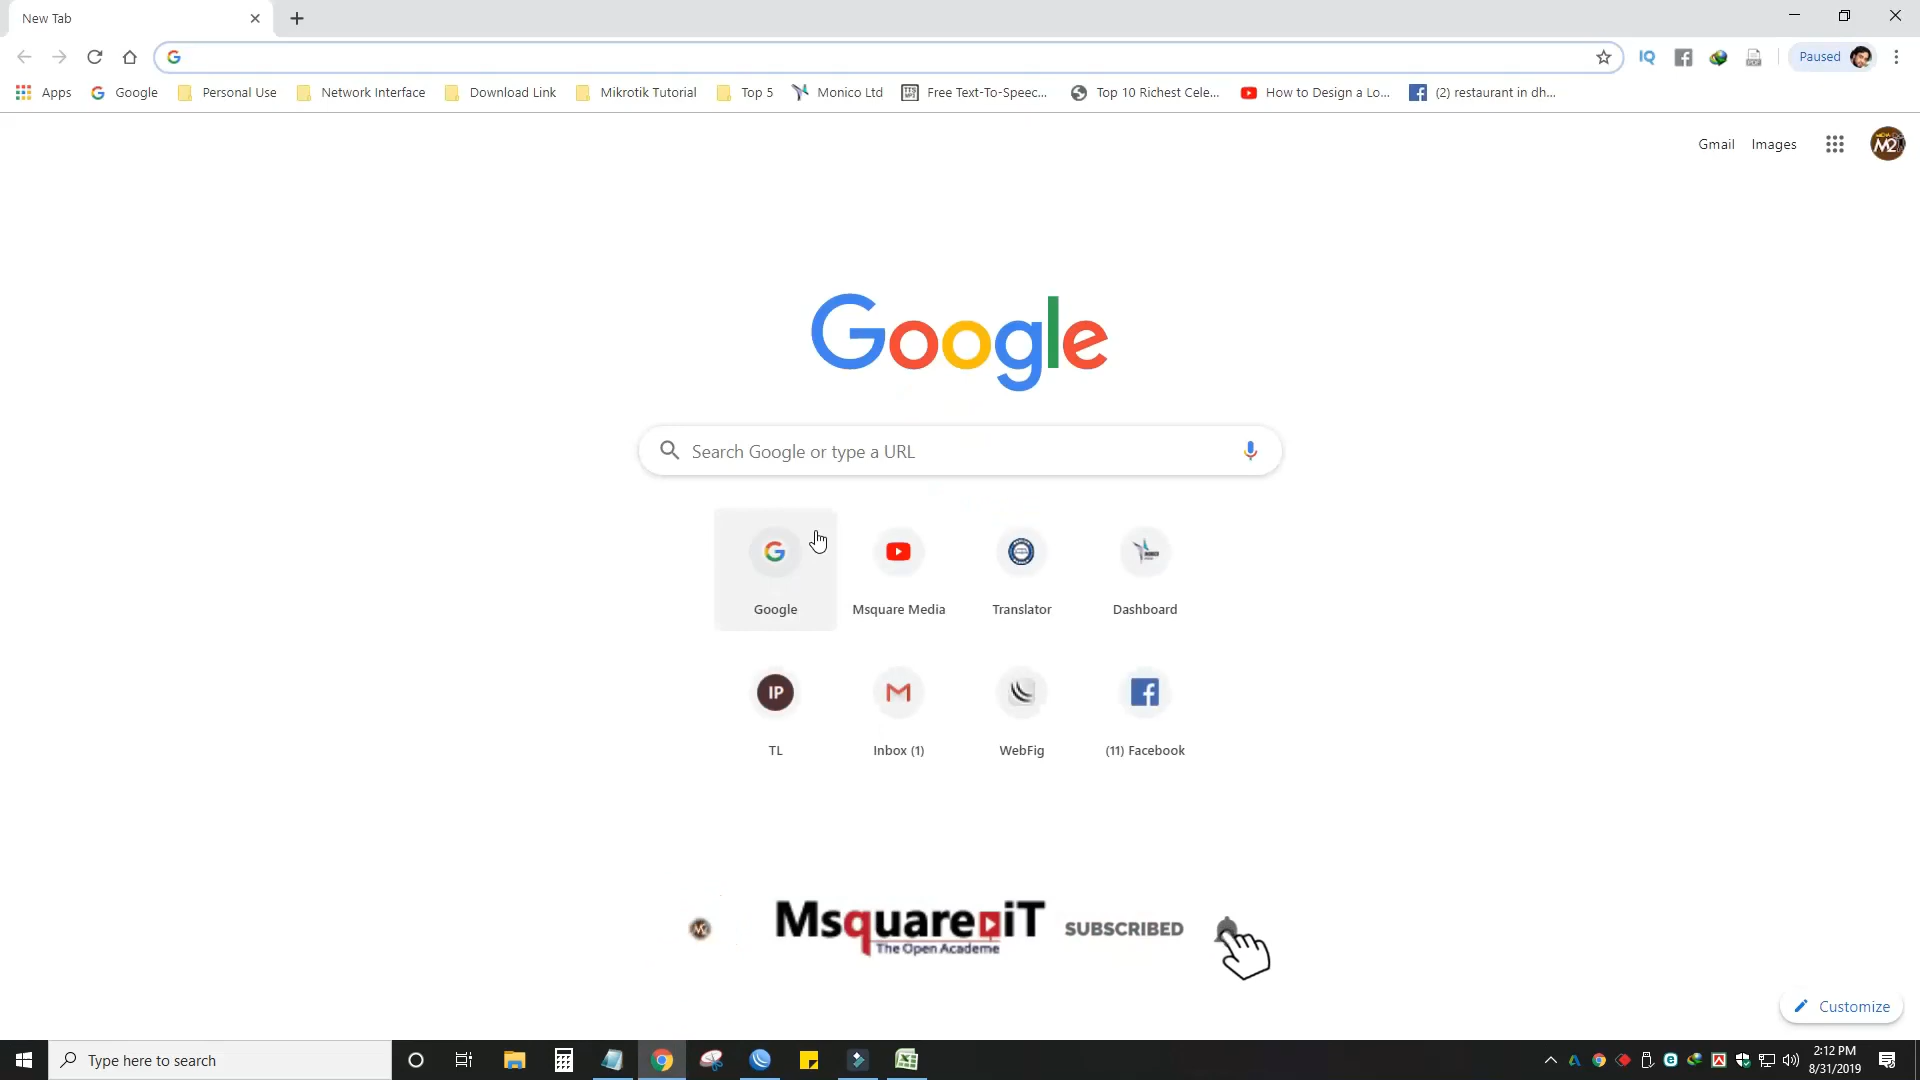 New Tab
Paused
Apps Google Personal Use Network Interface Download Link Mikrotik Tutorial Top 5 Monico Ltd Free Text-To-Speec... Top 10 Richest Cele... How to Design a Lo... (2) restaurant in dh...
Gmail Images
Google
Search Google or type a URL
Google Msquare Media Translator Dashboard
IP
TL Inbox (1) WebFig (11) Facebook
Msquare iT SUBSCRIBED
The Open Academe
Customize
Type here to search
2:12 PM
8/31/2019